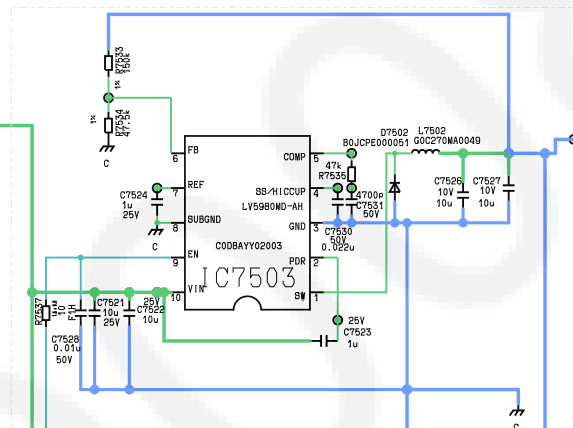 R7533
150k
1%
R7534
47.5k
1%
C
FB
6
REF
7
C7524
1u
25V
SUBGND
8
C
EN
9
VIN
10
COMP
5
SS/HICCUP
4
LV5980MD-AH
GND
3
C0DBAYY02003
PDR
2
IC7503
SW
1
D7502
B0JCPE000051
L7502
G0C270MA0049
47k
R7535
4700p
C7531
50V
C7530
50V
0.022u
C7526
10V
10u
C7527
10V
10u
R7537
10
F1H
C7521
10u
25V
25V
C7522
10u
C7528
0.01u
50V
25V
C7523
1u
C